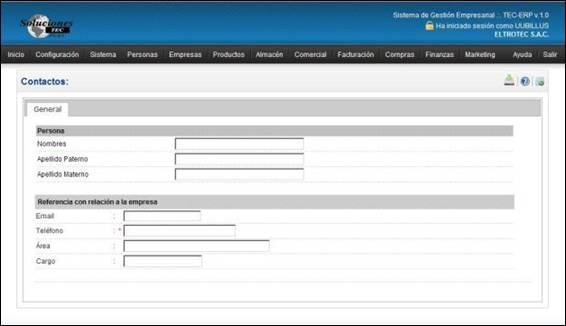 Soluciones
TEC
Sistema de Gestión Empresarial .:. TEC-ERP v.1.0
Ha iniciado sesión como UUBILLUS
ELTROTEC S.A.C.
Inicio Configuración Sistema Personas Empresas Productos Almacén Comercial Facturación Compras Finanzas Marketing Ayuda Salir
Contactos:
General
Persona
Nombres
Apellido Paterno
Apellido Materno
Referencia con relación a la empresa
Email :
Teléfono : *
Área :
Cargo :